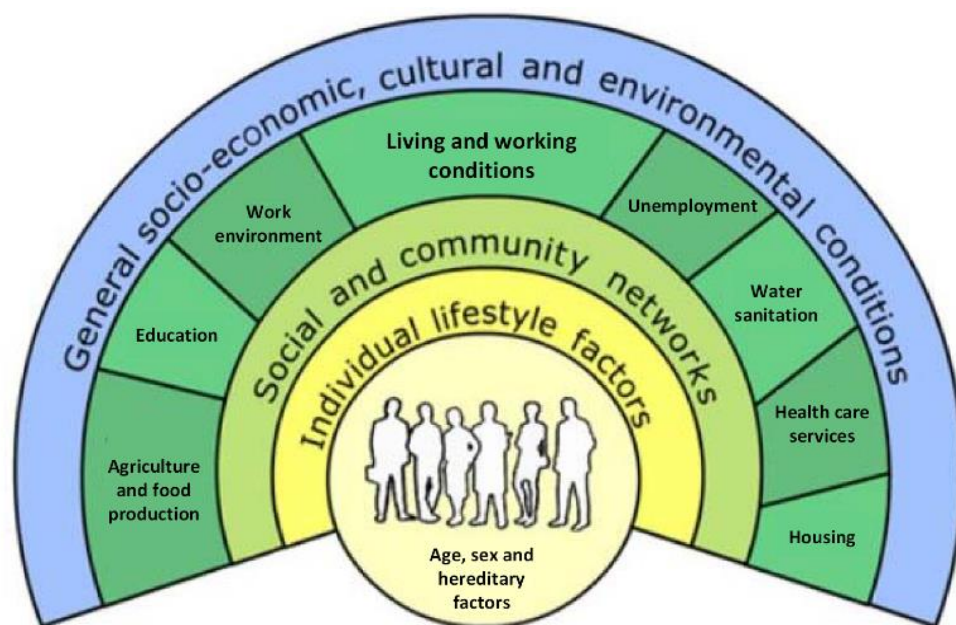 General socio-economic, cultural and environmental conditions
Living and working
conditions
Work
environment
Unemployment
Education
Water
sanitation
Agriculture
and food
production
Health care
services
Housing
Social and community networks
Individual lifestyle factors
Age, sex and
hereditary
factors